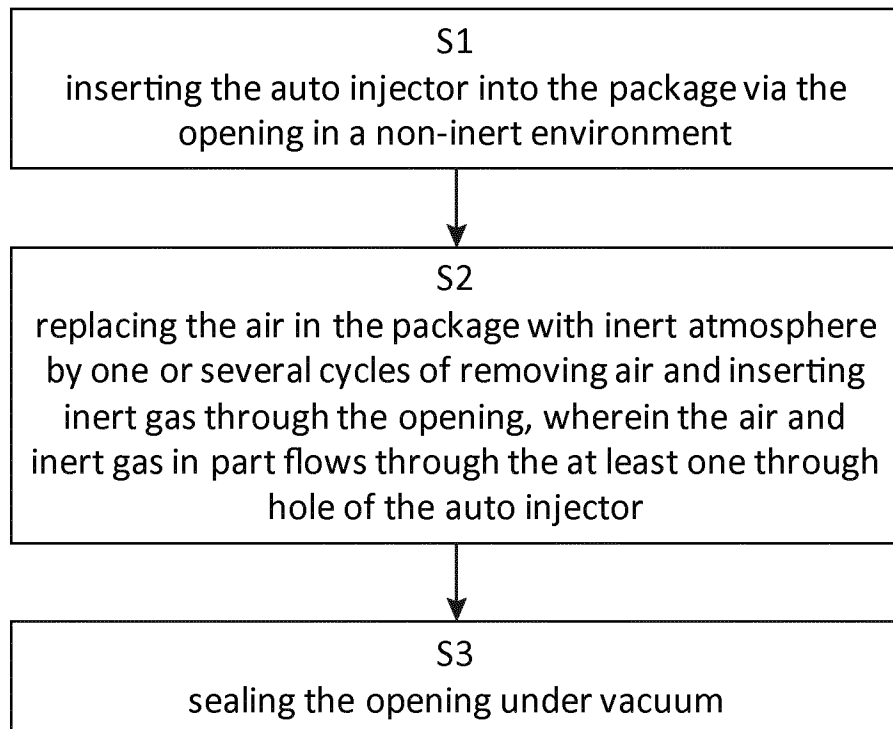 S1
inserting the auto injector into the package via the
opening in a non-inert environment
S2
replacing the air in the package with inert atmosphere
by one or several cycles of removing air and inserting
inert gas through the opening, wherein the air and
inert gas in part flows through the at least one through
hole of the auto injector
S3
sealing the opening under vacuum